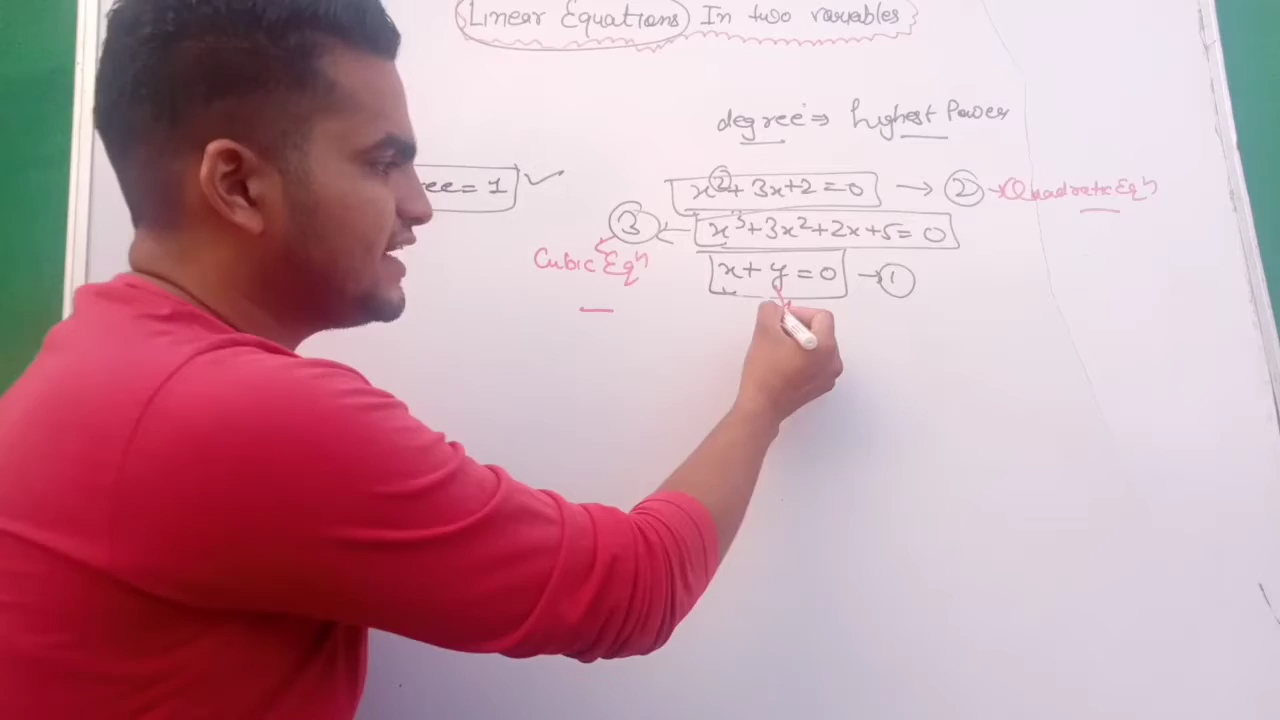 Linear Equations In two variables
degree ⇒ highest Power
ee = 1 ✓
x²+3x+2=0 → 2 → Quadratic Eqn
3 ← x³+3x²+2x+5=0
Cubic Eqn
x+y=0 → 1